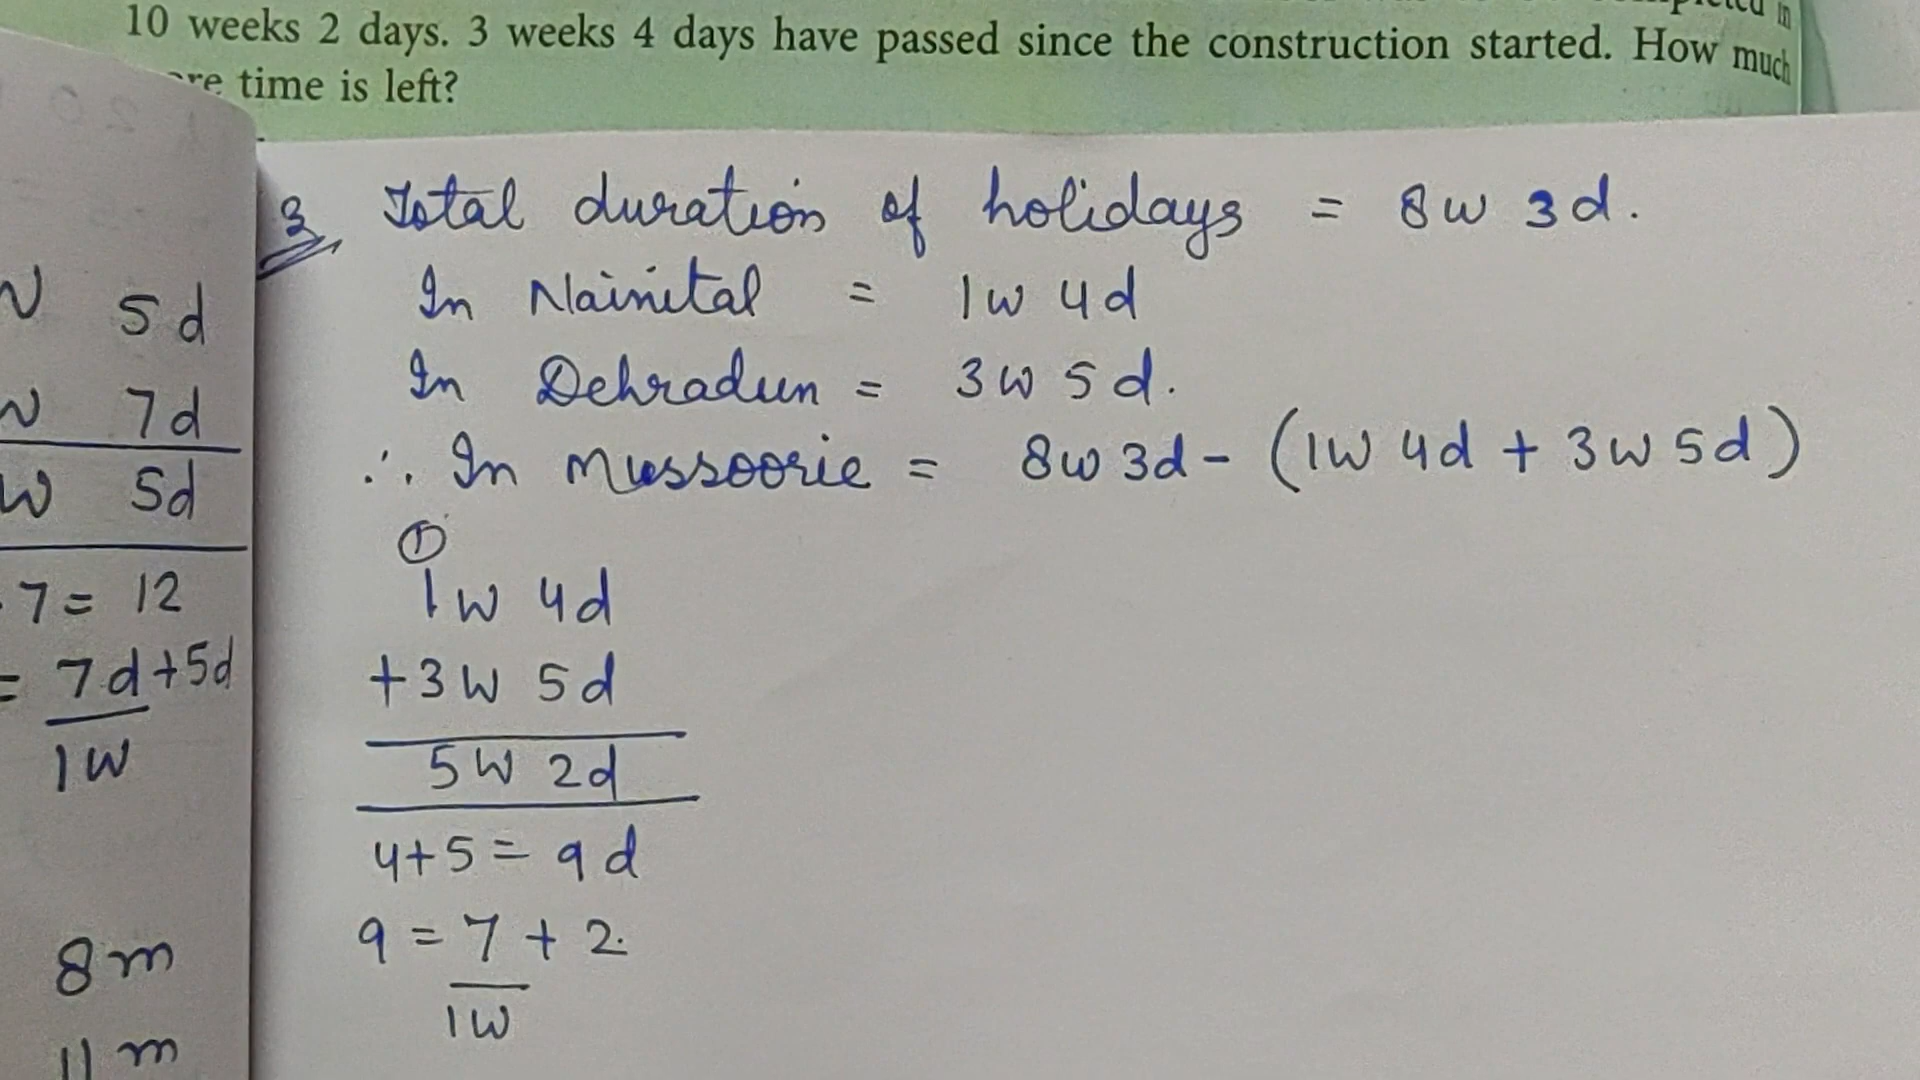 10 weeks 2 days. 3 weeks 4 days have passed since the construction started. How much
time is left?
3 Total duration of holidays = 8w 3d.
In Nainital = 1w 4d
In Dehradun = 3w 5d.
∴ In Mussoorie = 8w 3d - (1w 4d + 3w 5d)
①
1w 4d
+3w 5d
5w 2d
4+5 = 9d
9 = 7 + 2.
1w
5d
7d
w 5d
7 = 12
= 7d+5d
1w
8m
11m